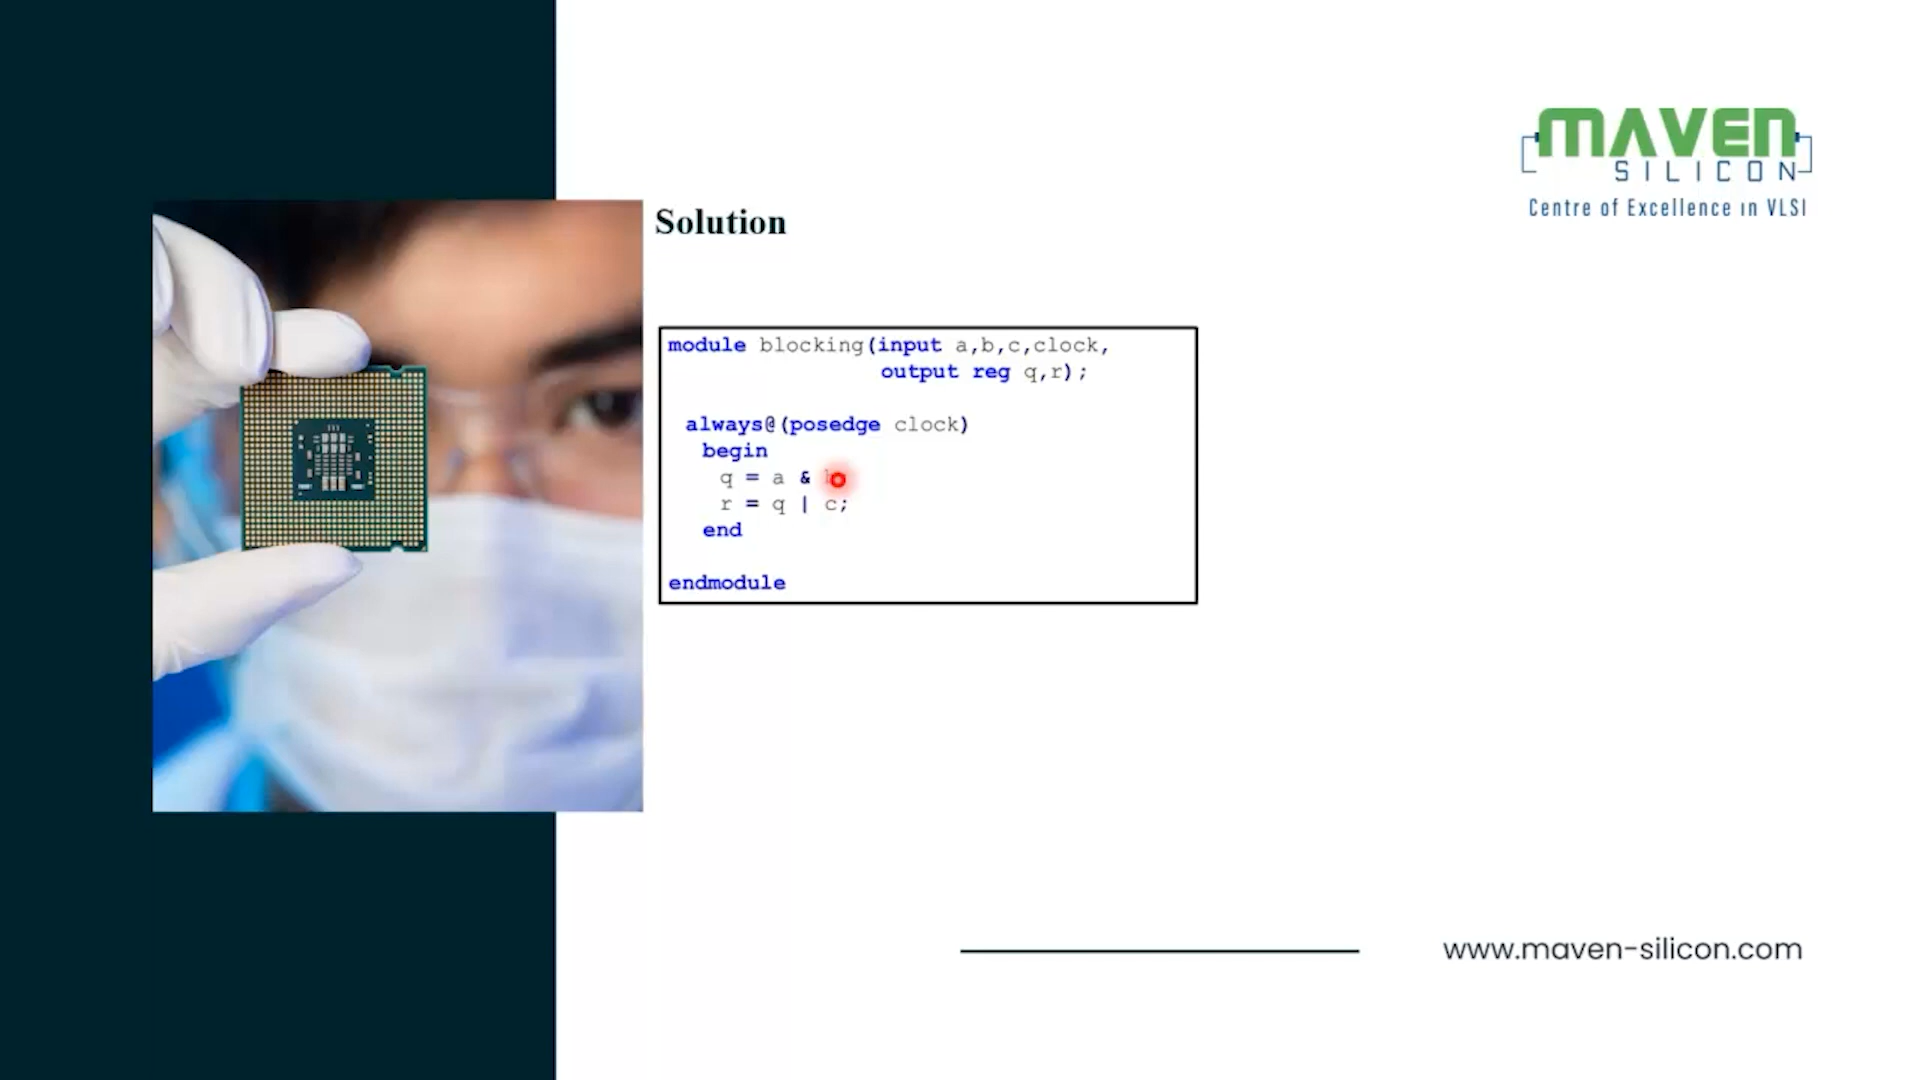 MAVEN
SILICON
Centre of Excellence in VLSI
Solution
module blocking(input a,b,c,clock,
output reg q,r);
always@(posedge clock)
begin
q = a &
r = q | c;
end
endmodule
www.maven-silicon.com